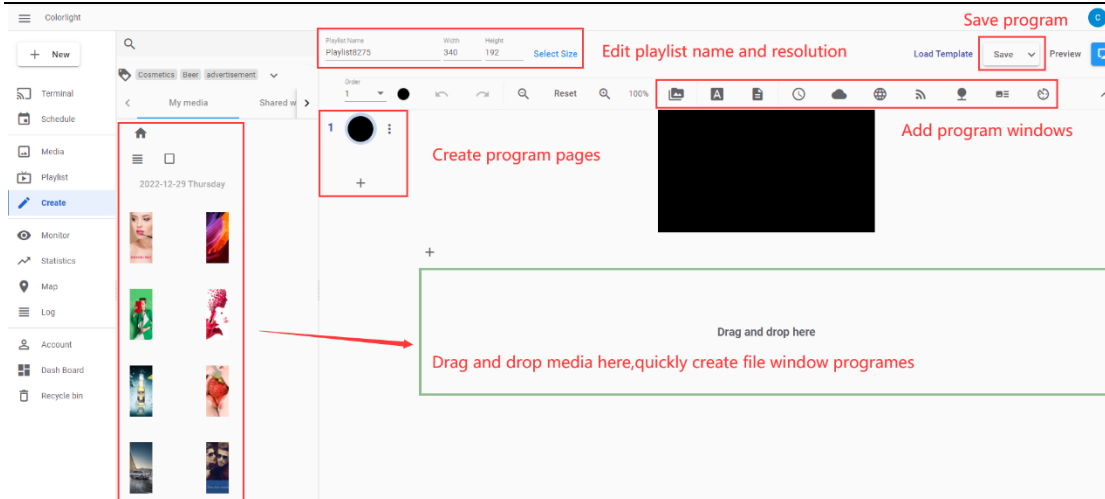 Colorlight
Save program
C
New
Playlist Name
Playlist8275
Width
340
Height
192
Select Size
Edit playlist name and resolution
Load Template
Save
Preview
Cosmetics
Beer
advertisement
Order
1
Reset
100%
A
Terminal
Schedule
My media
Shared w
Add program windows
1
Create program pages
Media
Playlist
Create
2022-12-29 Thursday
Monitor
Statistics
Map
Log
Account
Dash Board
Recycle bin
Drag and drop here
Drag and drop media here,quickly create file window programes